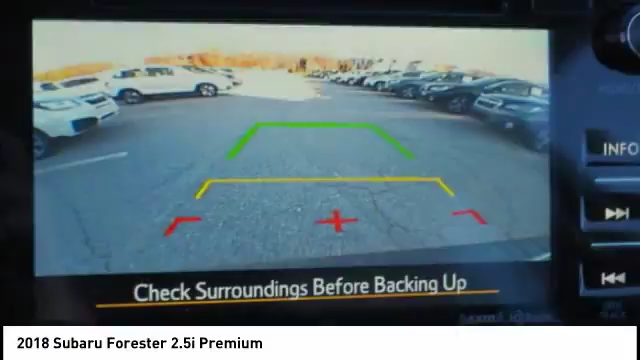 INFO
Check Surroundings Before Backing Up
2018 Subaru Forester 2.5i Premium